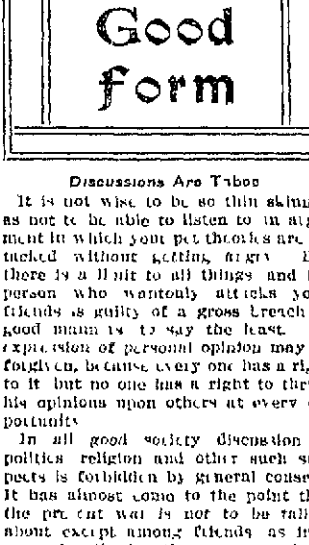 Good
Form
Discussions Are Taboo
It is not wise to be so thin skinn
as not to be able to listen to an arg
ment in which your pet theories are
tacked without getting angry
there is a limit to all things and
person who wantonly attacks yo
friends is guilty of a gross breach
good mann rs to say the least
expression of personal opinion may
forgiven, because every one has a rig
to it but no one has a right to thr
his opinions upon others at every
portunity
In all good society discussion
politics religion and other such s
pects is forbidden by general conse
It has almost come to the point th
the present war is not to be talk
about except among friends as in